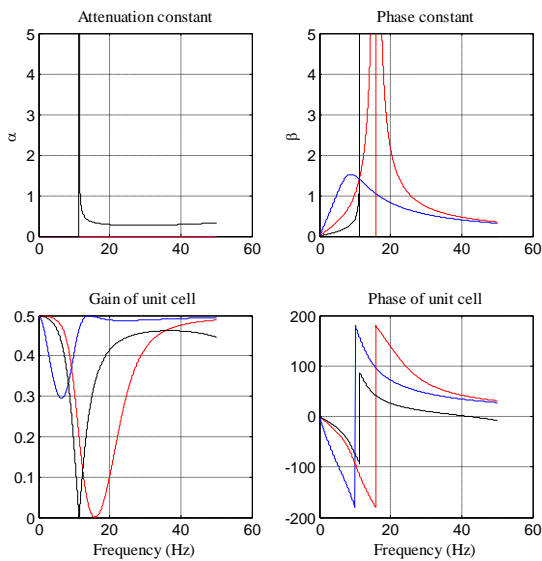 Attenuation constant
Phase constant
5
4
3
2
1
0
α
0 20 40 60
5
4
3
2
1
0
β
0 20 40 60
Gain of unit cell
Phase of unit cell
0.5
0.4
0.3
0.2
0.1
0
0 20 40 60
Frequency (Hz)
200
100
0
-100
-200
0 20 40 60
Frequency (Hz)